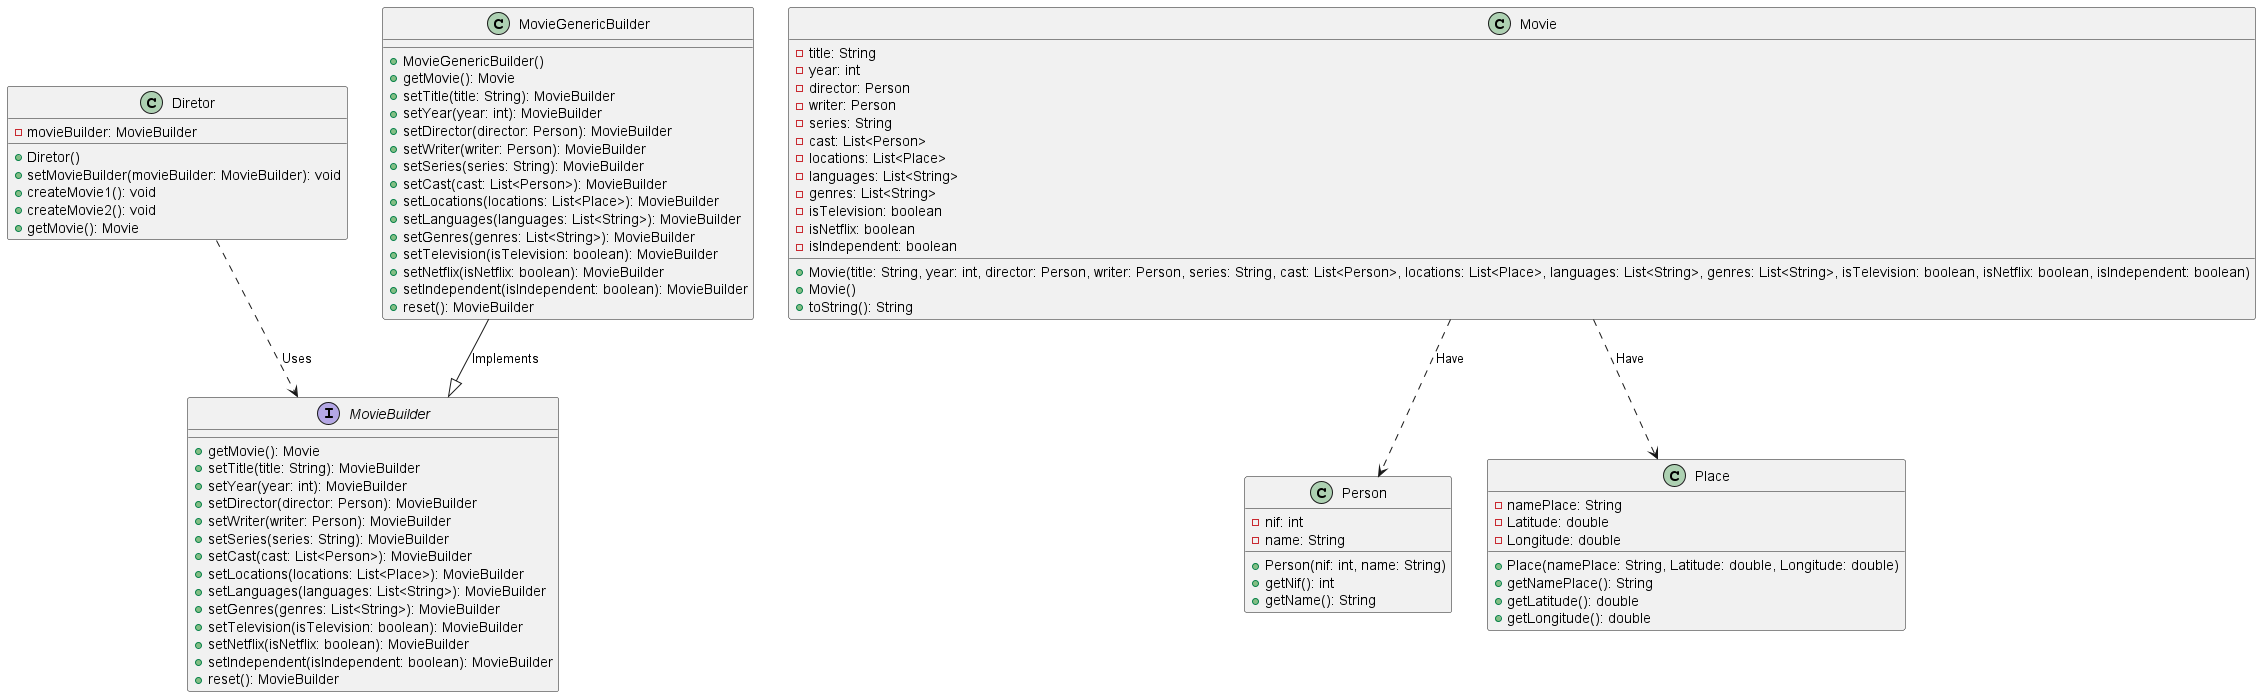 C Diretor
movieBuilder: MovieBuilder
Diretor()
setMovieBuilder(movieBuilder: MovieBuilder): void
createMovie1(): void
createMovie2(): void
getMovie(): Movie
C MovieGenericBuilder
MovieGenericBuilder()
getMovie(): Movie
setTitle(title: String): MovieBuilder
setYear(year: int): MovieBuilder
setDirector(director: Person): MovieBuilder
setWriter(writer: Person): MovieBuilder
setSeries(series: String): MovieBuilder
setCast(cast: List<Person>): MovieBuilder
setLocations(locations: List<Place>): MovieBuilder
setLanguages(languages: List<String>): MovieBuilder
setGenres(genres: List<String>): MovieBuilder
setTelevision(isTelevision: boolean): MovieBuilder
setNetflix(isNetflix: boolean): MovieBuilder
setIndependent(isIndependent: boolean): MovieBuilder
reset(): MovieBuilder
C Movie
title: String
year: int
director: Person
writer: Person
series: String
cast: List<Person>
locations: List<Place>
languages: List<String>
genres: List<String>
isTelevision: boolean
isNetflix: boolean
isIndependent: boolean
Movie(title: String, year: int, director: Person, writer: Person, series: String, cast: List<Person>, locations: List<Place>, languages: List<String>, genres: List<String>, isTelevision: boolean, isNetflix: boolean, isIndependent: boolean)
Movie()
toString(): String
Uses
Implements
Have
Have
I MovieBuilder
getMovie(): Movie
setTitle(title: String): MovieBuilder
setYear(year: int): MovieBuilder
setDirector(director: Person): MovieBuilder
setWriter(writer: Person): MovieBuilder
setSeries(series: String): MovieBuilder
setCast(cast: List<Person>): MovieBuilder
setLocations(locations: List<Place>): MovieBuilder
setLanguages(languages: List<String>): MovieBuilder
setGenres(genres: List<String>): MovieBuilder
setTelevision(isTelevision: boolean): MovieBuilder
setNetflix(isNetflix: boolean): MovieBuilder
setIndependent(isIndependent: boolean): MovieBuilder
reset(): MovieBuilder
C Person
nif: int
name: String
Person(nif: int, name: String)
getNif(): int
getName(): String
C Place
namePlace: String
Latitude: double
Longitude: double
Place(namePlace: String, Latitude: double, Longitude: double)
getNamePlace(): String
getLatitude(): double
getLongitude(): double